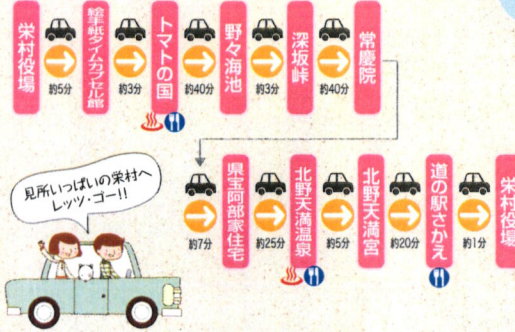 栄村役場
約5分
絵手紙タイムカプセル館
約3分
トマトの国
約40分
野々海池
約3分
深坂峠
約40分
常慶院
約7分
県宝阿部家住宅
約25分
北野天満温泉
約5分
北野天満宮
約20分
道の駅さかえ
約1分
栄村役場
見所いっぱいの栄村へ
レッツ・ゴー!!